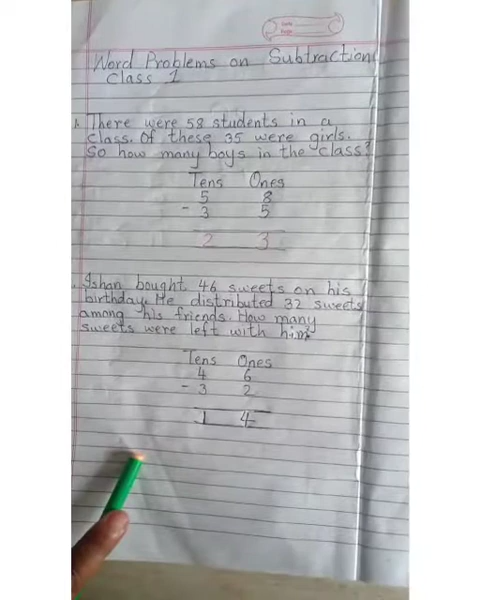 Date
Page
Word Problems on Subtraction
Class 1
1. There were 58 students in a
class. Of these 35 were girls.
So how many boys in the class?
Tens Ones
5 8
- 3 5
2 3
Ishan bought 46 sweets on his
birthday. He distributed 32 sweets
among his friends. How many
sweets were left with him?
Tens Ones
4 6
- 3 2
1 4